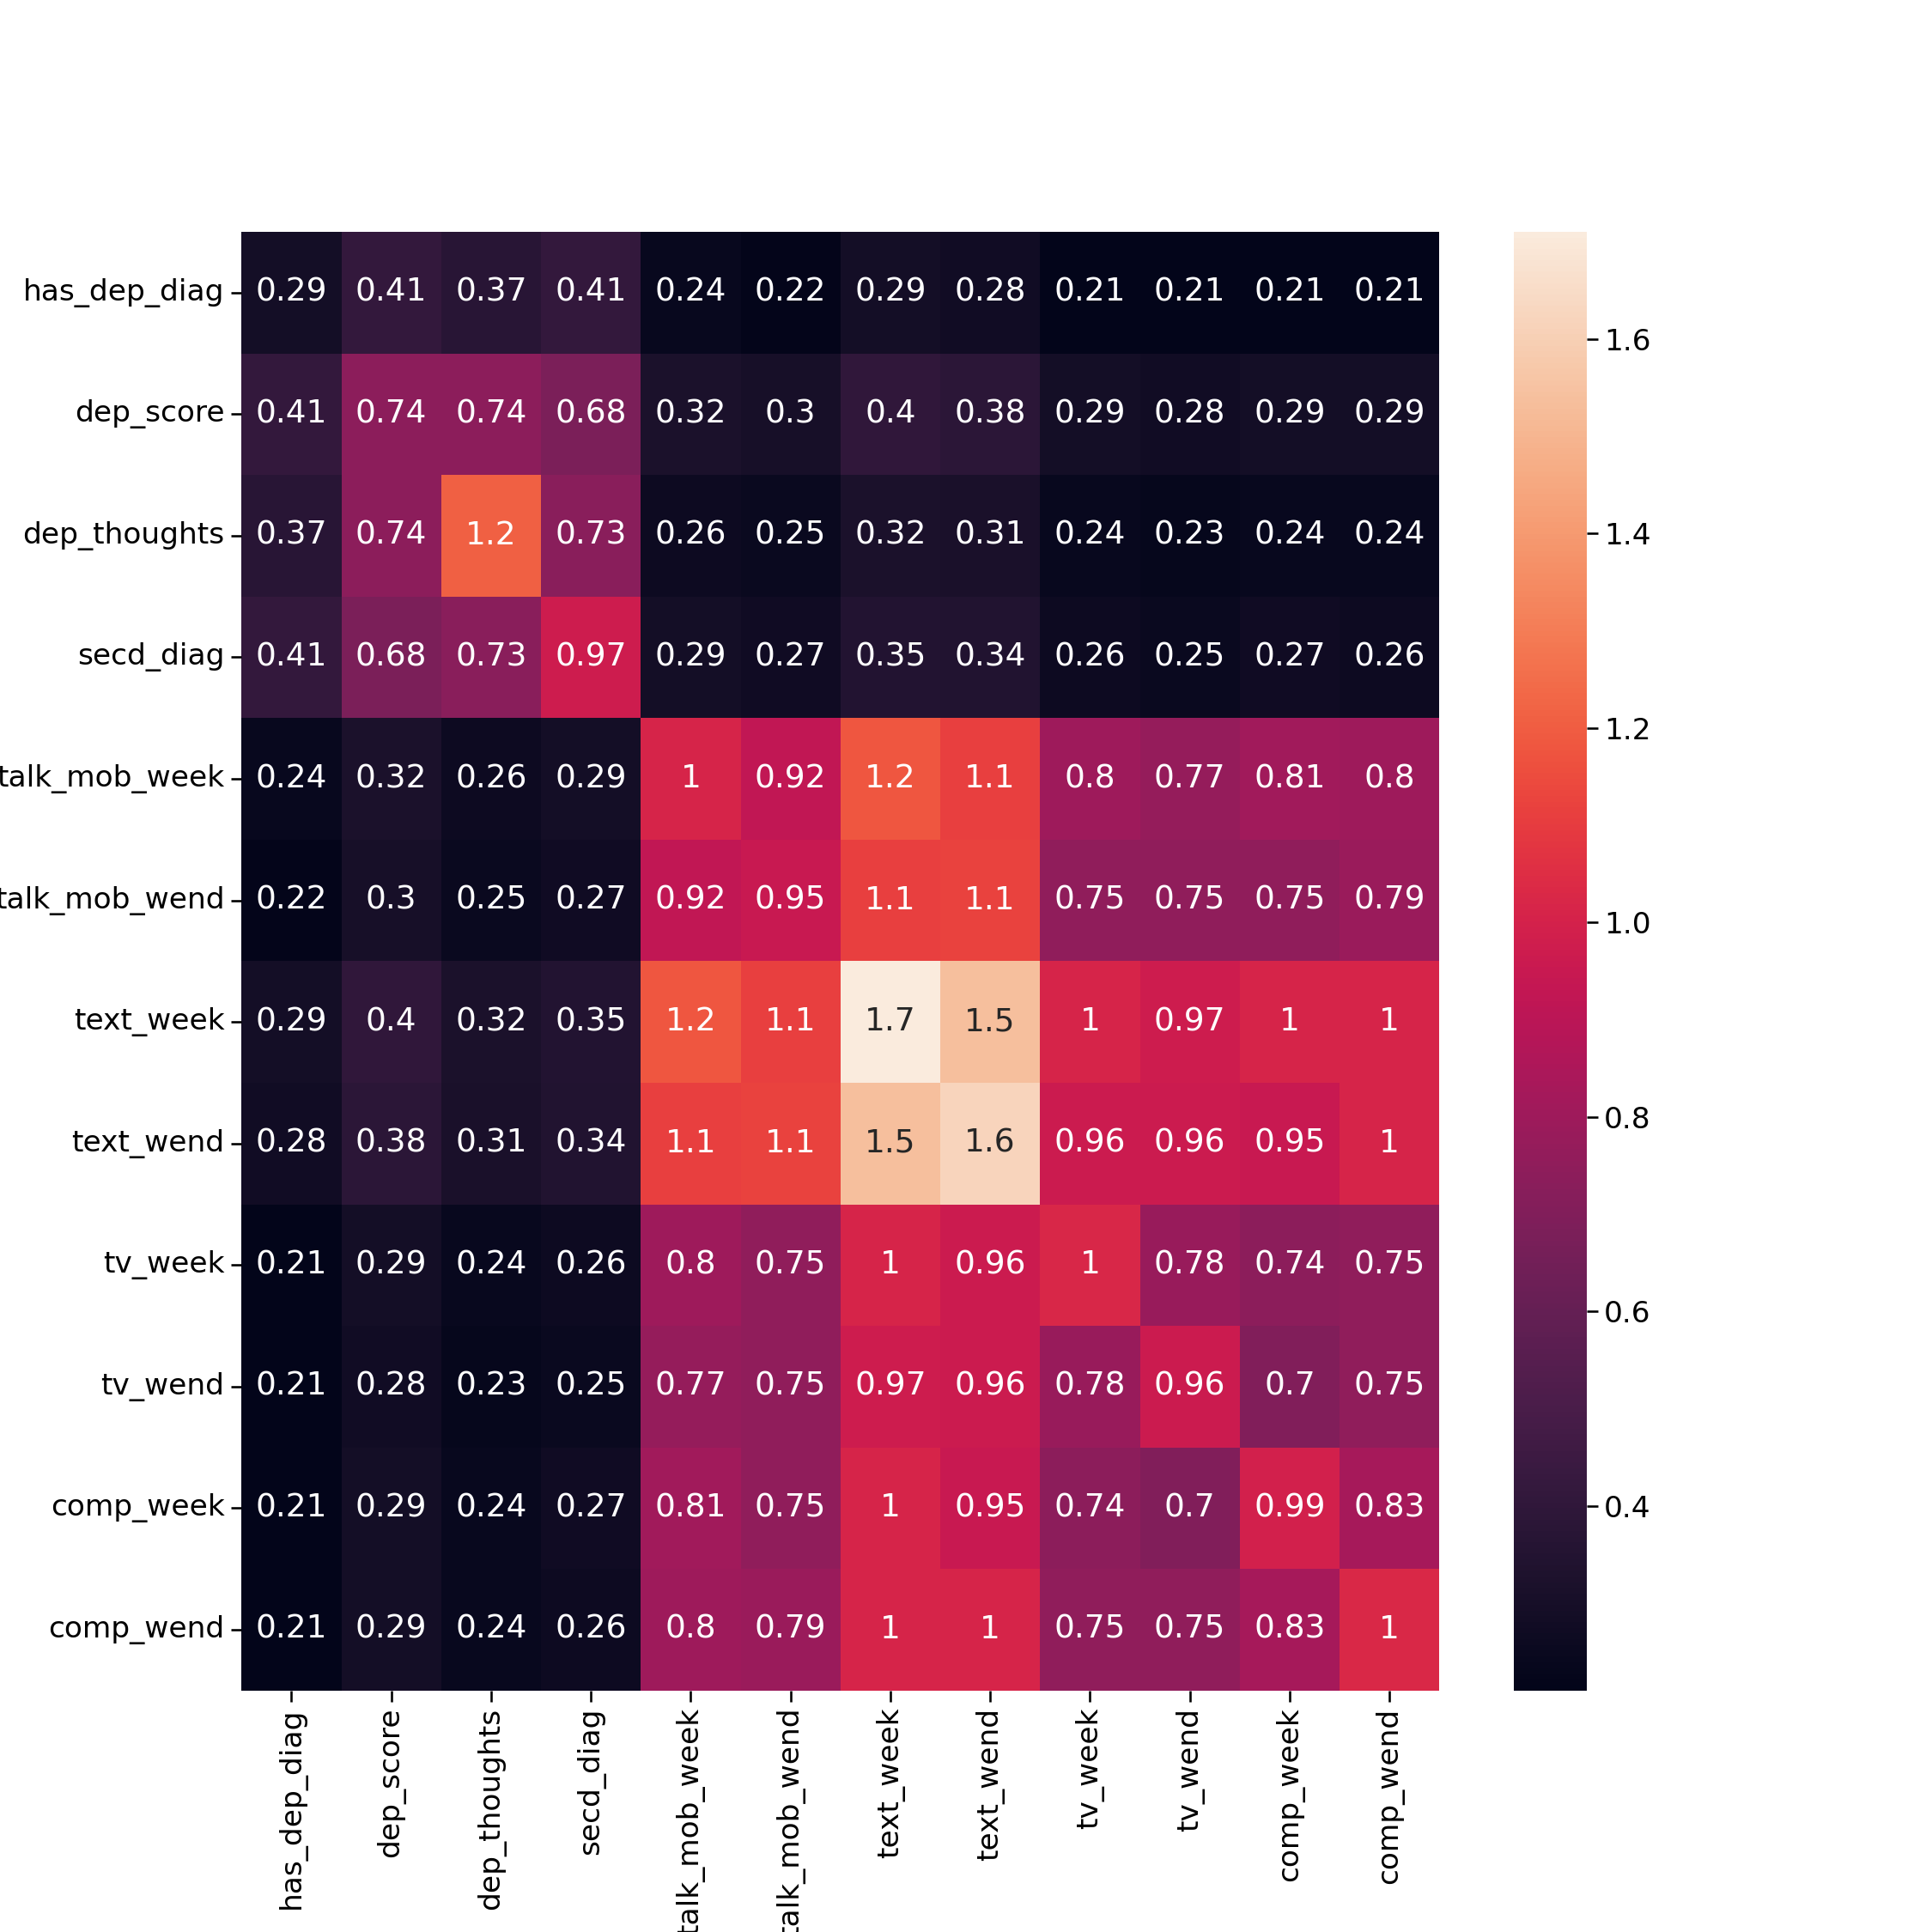 has_dep_diag 0.29 0.41 0.37 0.41 0.24 0.22 0.29 0.28 0.21 0.21 0.21 0.21
dep_score 0.41 0.74 0.74 0.68 0.32 0.3 0.4 0.38 0.29 0.28 0.29 0.29
dep_thoughts 0.37 0.74 1.2 0.73 0.26 0.25 0.32 0.31 0.24 0.23 0.24 0.24
secd_diag 0.41 0.68 0.73 0.97 0.29 0.27 0.35 0.34 0.26 0.25 0.27 0.26
talk_mob_week 0.24 0.32 0.26 0.29 1 0.92 1.2 1.1 0.8 0.77 0.81 0.8
talk_mob_wend 0.22 0.3 0.25 0.27 0.92 0.95 1.1 1.1 0.75 0.75 0.75 0.79
text_week 0.29 0.4 0.32 0.35 1.2 1.1 1.7 1.5 1 0.97 1 1
text_wend 0.28 0.38 0.31 0.34 1.1 1.1 1.5 1.6 0.96 0.96 0.95 1
tv_week 0.21 0.29 0.24 0.26 0.8 0.75 1 0.96 1 0.78 0.74 0.75
tv_wend 0.21 0.28 0.23 0.25 0.77 0.75 0.97 0.96 0.78 0.96 0.7 0.75
comp_week 0.21 0.29 0.24 0.27 0.81 0.75 1 0.95 0.74 0.7 0.99 0.83
comp_wend 0.21 0.29 0.24 0.26 0.8 0.79 1 1 0.75 0.75 0.83 1
has_dep_diag
dep_score
dep_thoughts
secd_diag
talk_mob_week
talk_mob_wend
text_week
text_wend
tv_week
tv_wend
comp_week
comp_wend
1.6
1.4
1.2
1.0
0.8
0.6
0.4